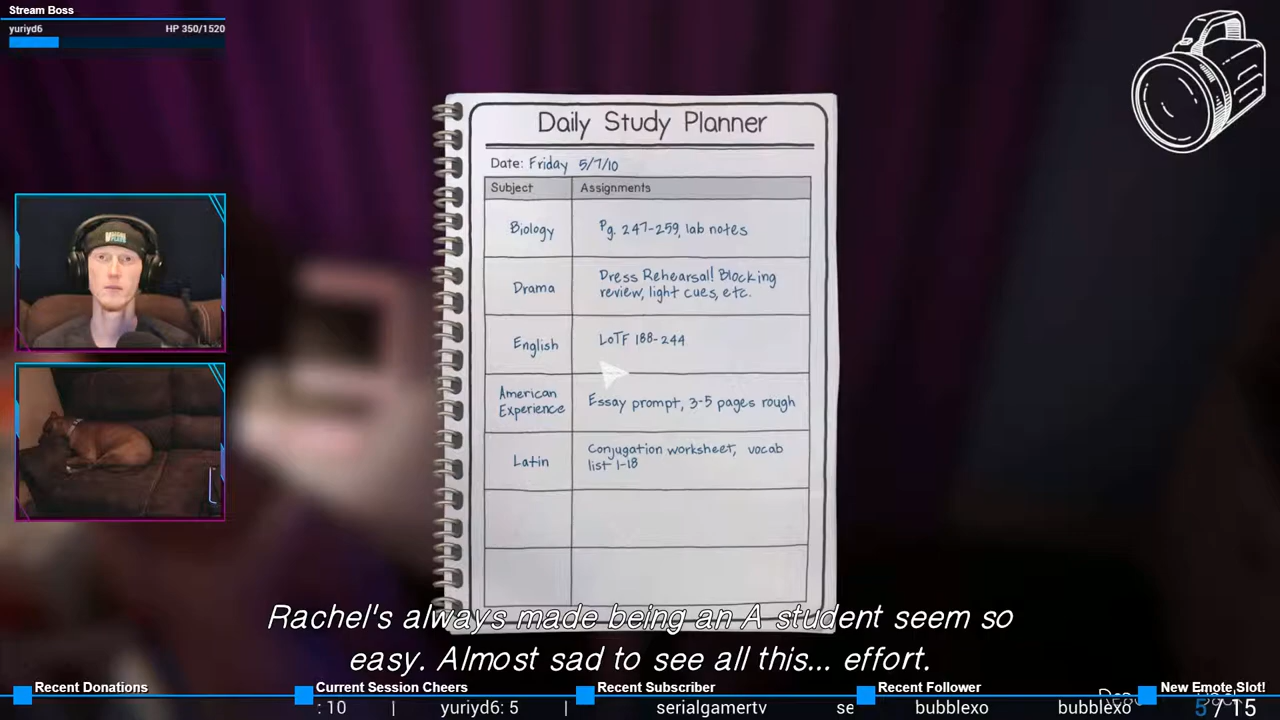 Stream Boss
yuriyd6 HP 350/1520
Daily Study Planner
Date: Friday 5/7/10
Subject Assignments
Biology Pg. 247-259, lab notes
Drama Dress Rehearsal! Blocking
review, light cues, etc.
English LoTF 188-244
American
Experience Essay prompt, 3-5 pages rough
Latin Conjugation worksheet, vocab
list 1-18
Rachel's always made being an A student seem so
easy. Almost sad to see all this... effort.
Recent Donations Current Session Cheers Recent Subscriber Recent Follower New Emote Slot!
: 10 | yuriyd6: 5 | serialgamertv se bubblexo bubblexo 5 / 15